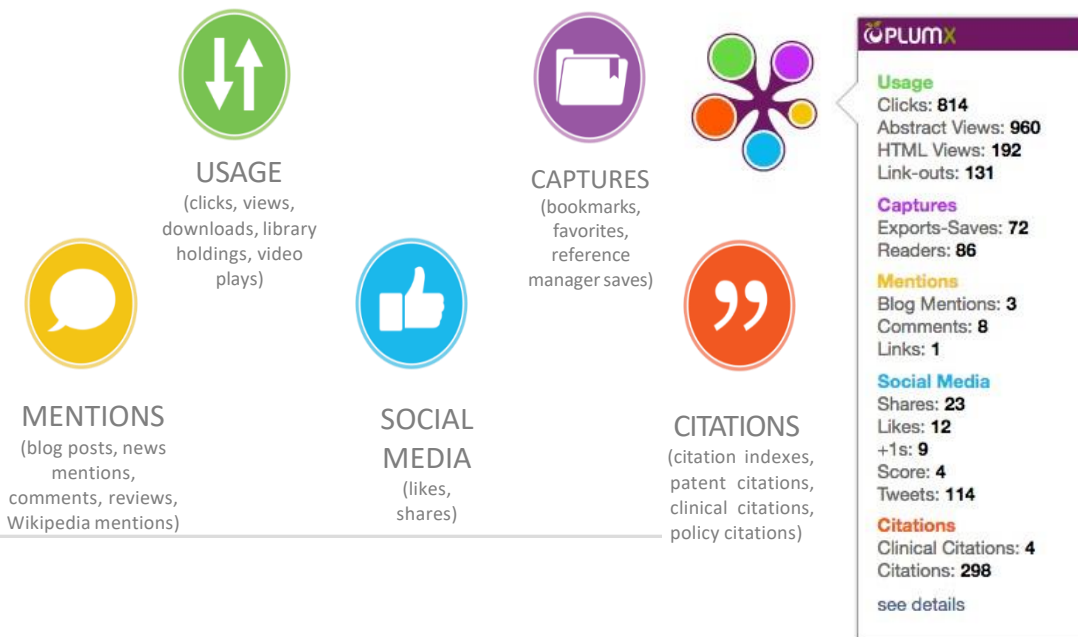 USAGE
(clicks, views,
downloads, library
holdings, video
plays)
CAPTURES
(bookmarks,
favorites,
reference
manager saves)
MENTIONS
(blog posts, news
mentions,
comments, reviews,
Wikipedia mentions)
SOCIAL
MEDIA
(likes,
shares)
CITATIONS
(citation indexes,
patent citations,
clinical citations,
policy citations)
PLUMX
Usage
Clicks: 814
Abstract Views: 960
HTML Views: 192
Link-outs: 131
Captures
Exports-Saves: 72
Readers: 86
Mentions
Blog Mentions: 3
Comments: 8
Links: 1
Social Media
Shares: 23
Likes: 12
+1s: 9
Score: 4
Tweets: 114
Citations
Clinical Citations: 4
Citations: 298
see details